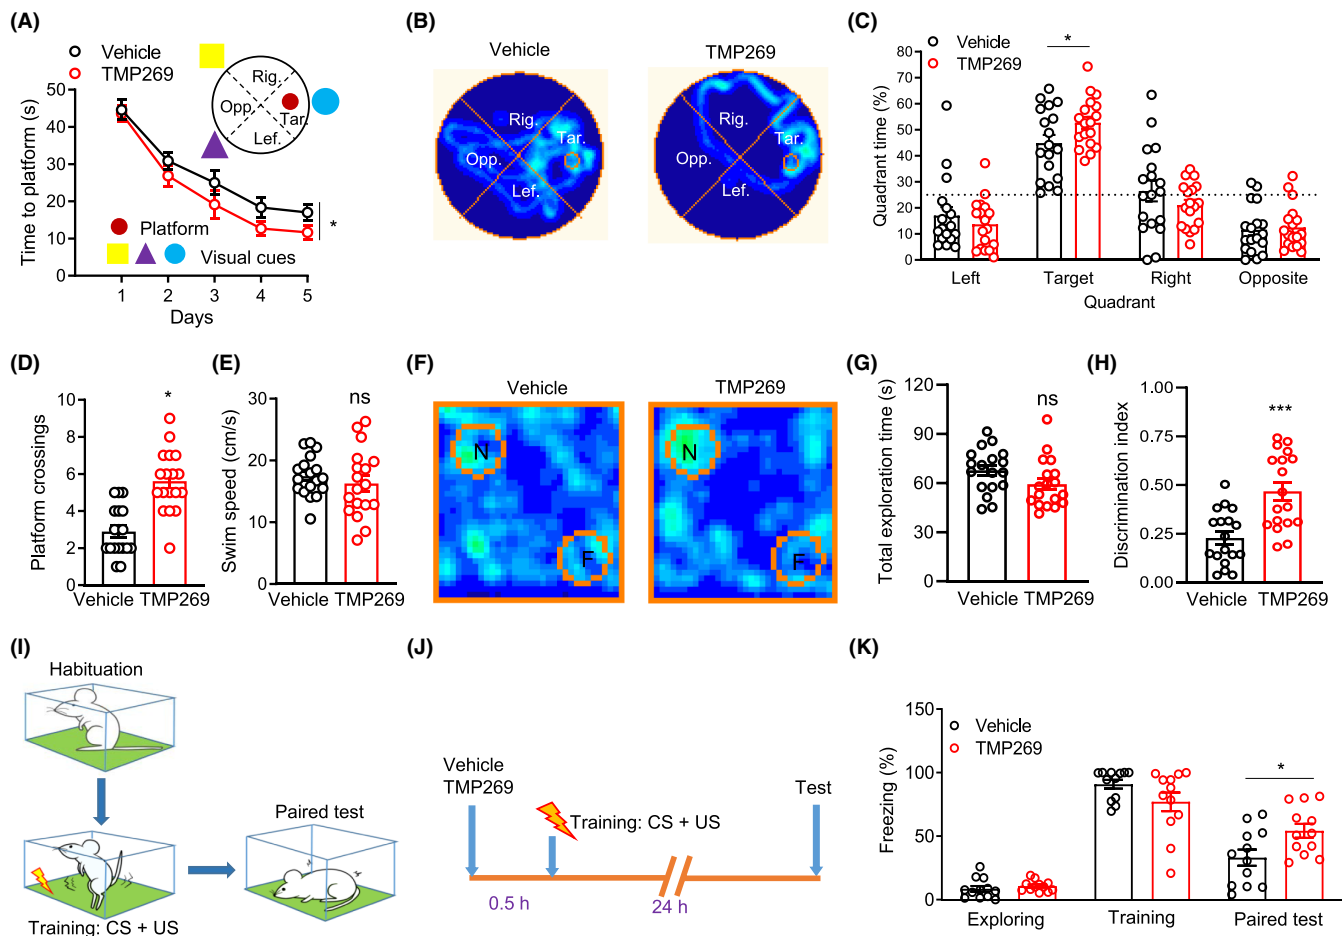 (A)
Vehicle
TMP269
Time to platform (s)
50
40
30
20
10
0
1 2 3 4 5
Days
Rig.
Opp.
Tar.
Lef.
Platform
Visual cues
*
(B)
Vehicle
TMP269
Rig.
Tar.
Opp.
Lef.
Rig.
Tar.
Opp.
Lef.
(C)
Vehicle
TMP269
*
Quadrant time (%)
80
70
60
50
40
30
20
10
0
Left Target Right Opposite
Quadrant
(D)
*
Platform crossings
10
8
6
4
2
0
Vehicle TMP269
(E)
ns
Swim speed (cm/s)
30
20
10
0
Vehicle TMP269
(F)
Vehicle
TMP269
N
F
N
F
(G)
ns
Total exploration time (s)
120
90
60
30
0
Vehicle TMP269
(H)
***
Discrimination index
1.00
0.75
0.50
0.25
0.00
Vehicle TMP269
(I)
Habituation
Paired test
Training: CS + US
(J)
Vehicle
TMP269
Test
Training: CS + US
0.5 h
24 h
(K)
Vehicle
TMP269
*
Freezing (%)
150
100
50
0
Exploring Training Paired test